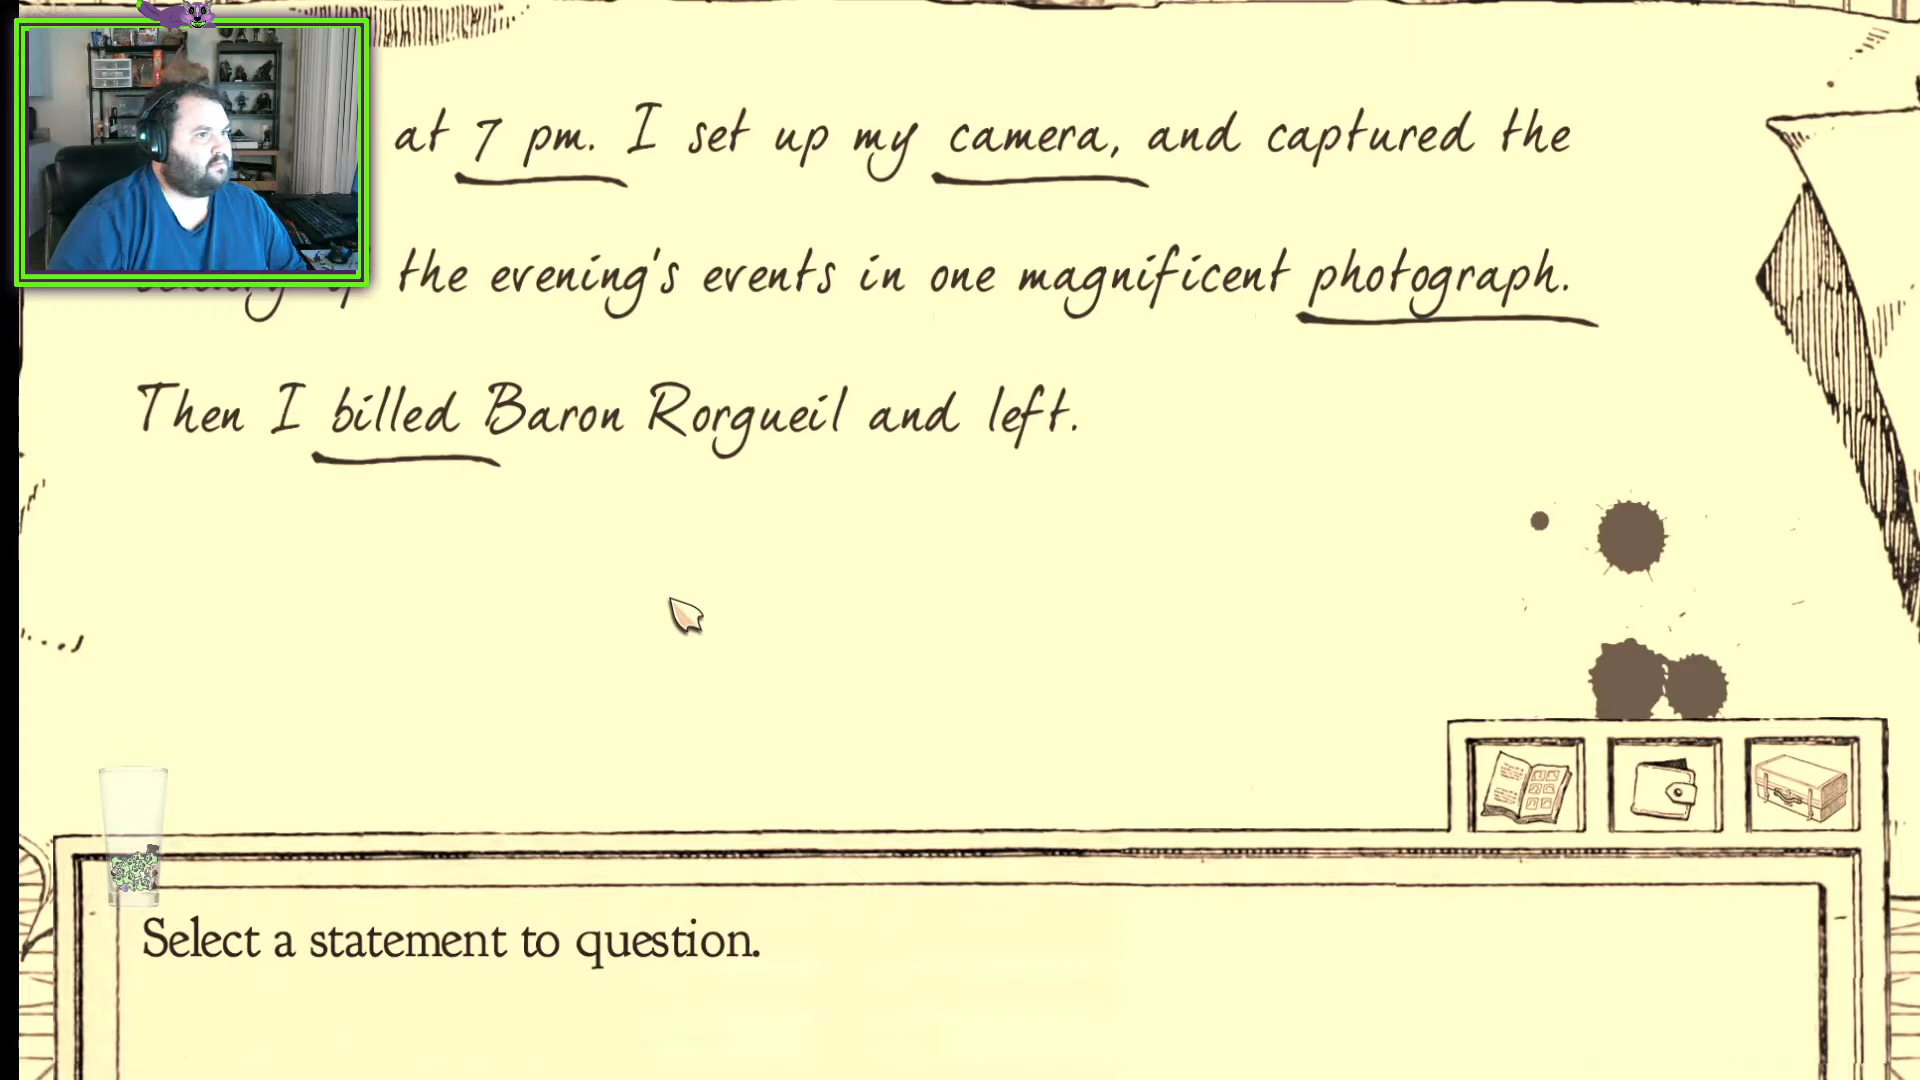 at 7 pm. I set up my camera, and captured the
the evening's events in one magnificent photograph.
Then I billed Baron Rorgueil and left.
Select a statement to question.